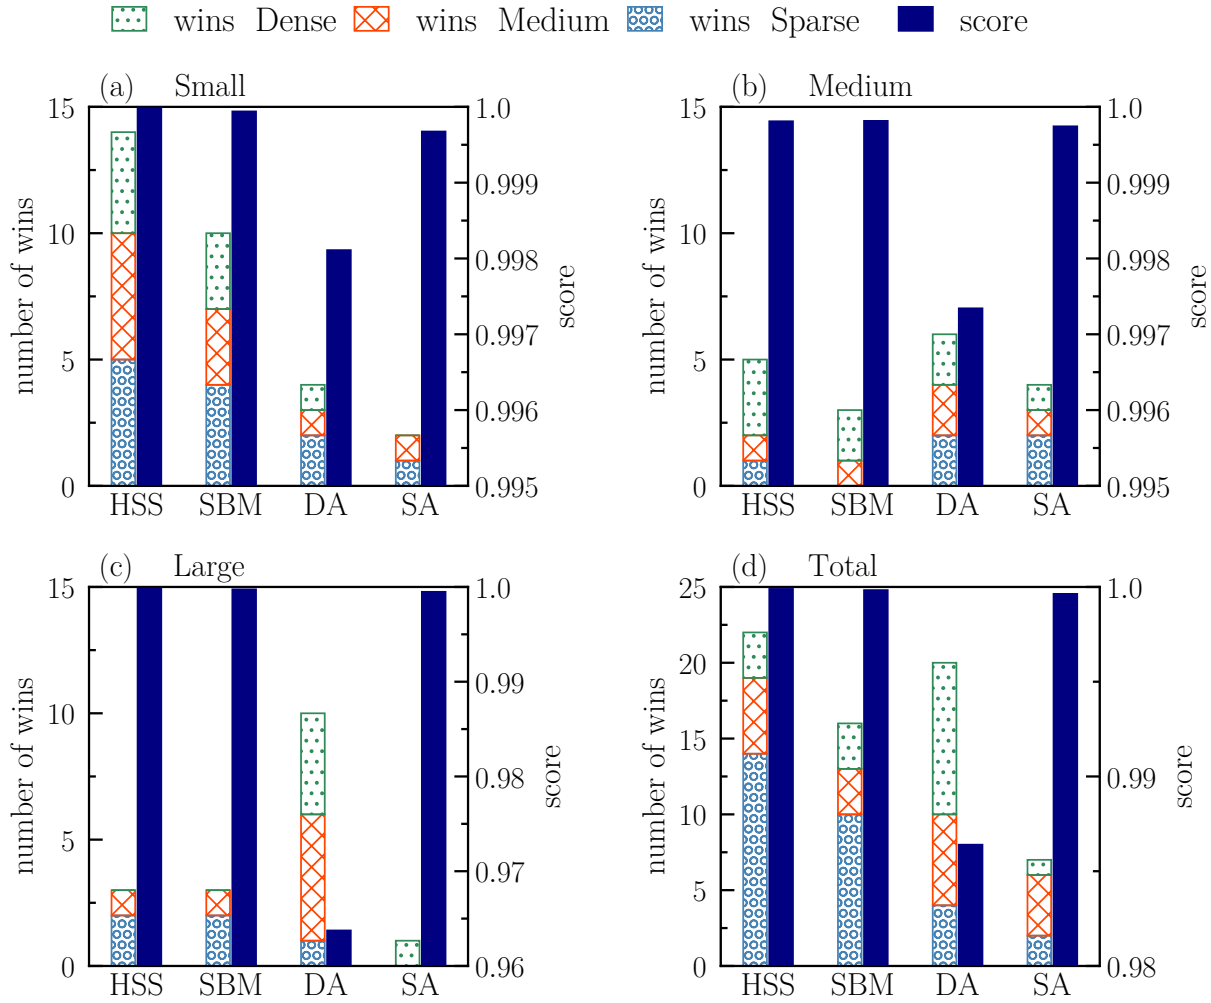 wins Dense wins Medium wins Sparse score
(a) Small
15
10
5
0
number of wins
1.0
0.999
0.998
0.997
0.996
0.995
score
HSS SBM DA SA
(b) Medium
15
10
5
0
number of wins
1.0
0.999
0.998
0.997
0.996
0.995
score
HSS SBM DA SA
(c) Large
15
10
5
0
number of wins
1.0
0.99
0.98
0.97
0.96
score
HSS SBM DA SA
(d) Total
25
20
15
10
5
0
number of wins
1.0
0.99
0.98
score
HSS SBM DA SA